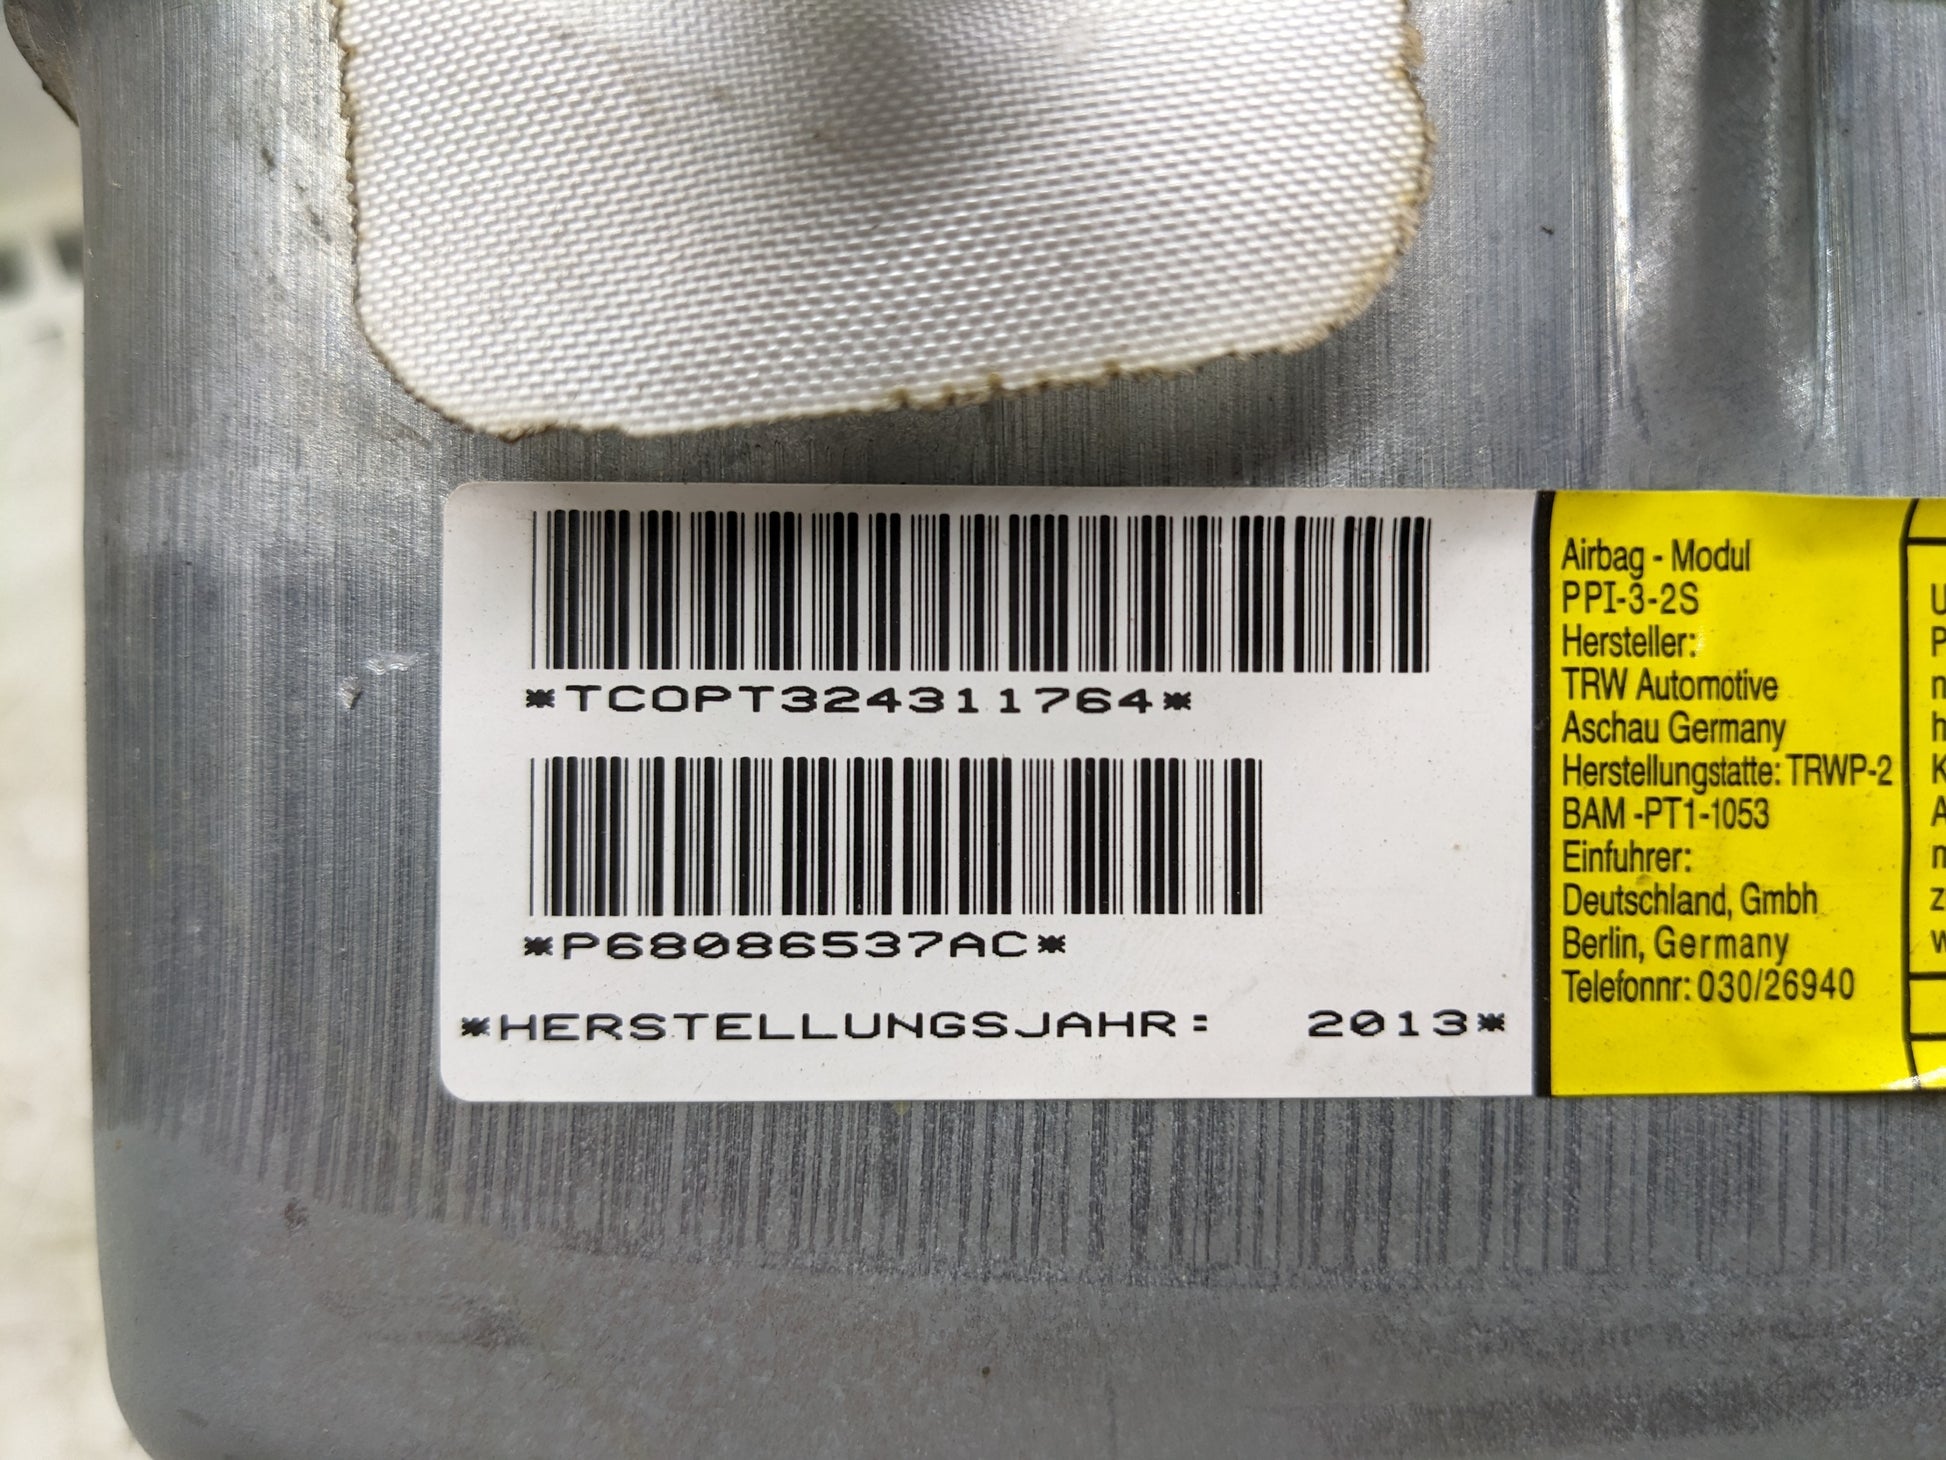 *TCOPT324311764*
*P68086537AC*
*HERSTELLUNGSJAHR: 2013*
Airbag - Modul
PPI-3-2S
Hersteller:
TRW Automotive
Aschau Germany
Herstellungstatte: TRWP-2
BAM -PT1-1053
Einfuhrer:
Deutschland, Gmbh
Berlin, Germany
Telefonnr: 030/26940